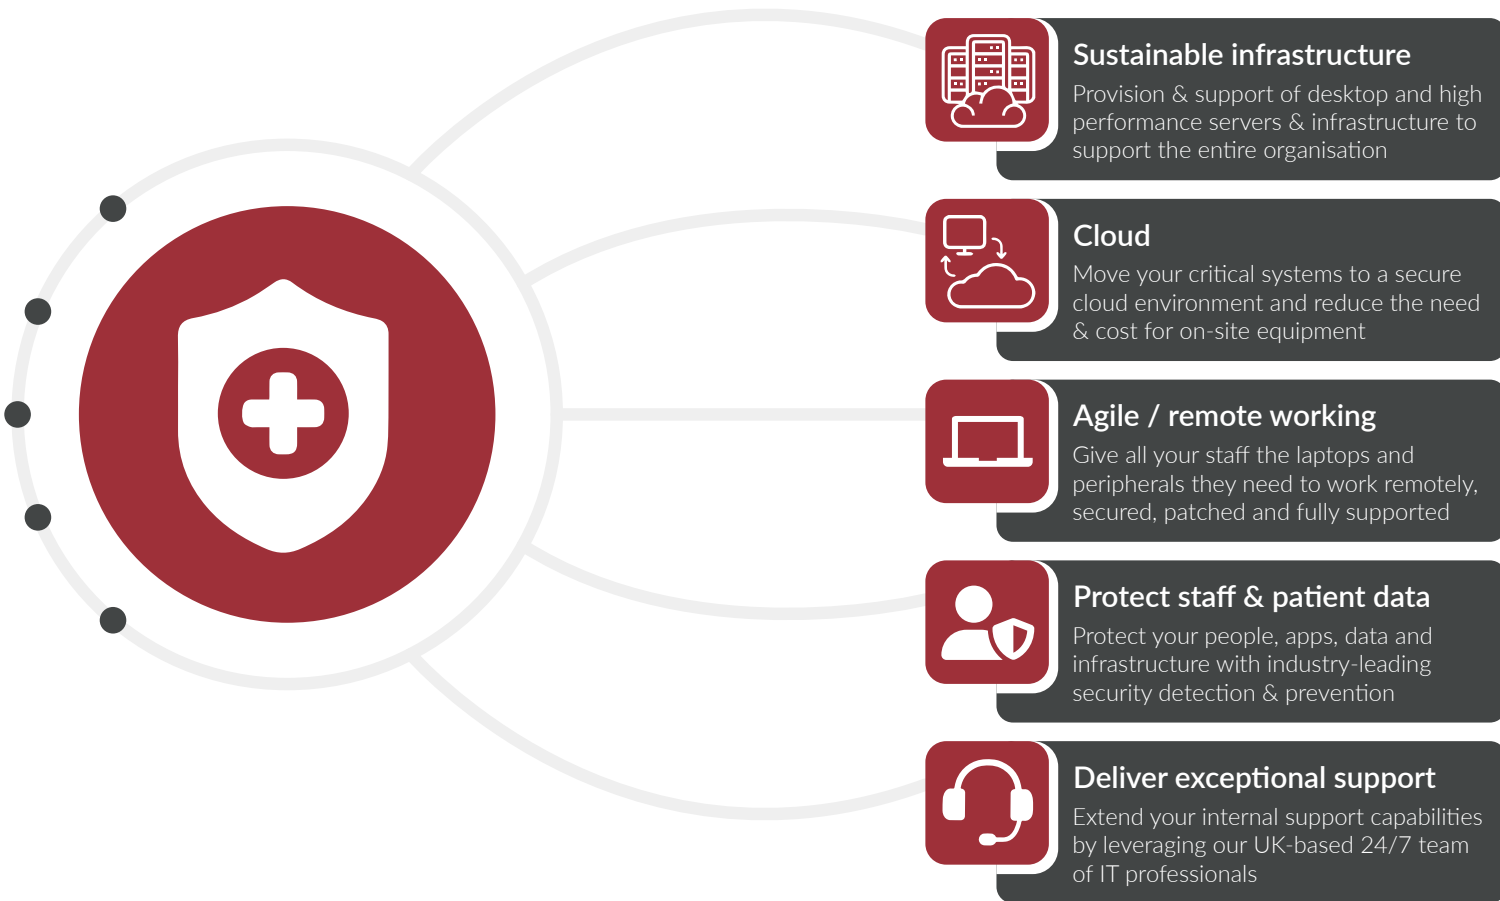 Sustainable infrastructure
Provision & support of desktop and high
performance servers & infrastructure to
support the entire organisation
Cloud
Move your critical systems to a secure
cloud environment and reduce the need
& cost for on-site equipment
Agile / remote working
Give all your staff the laptops and
peripherals they need to work remotely,
secured, patched and fully supported
Protect staff & patient data
Protect your people, apps, data and
infrastructure with industry-leading
security detection & prevention
Deliver exceptional support
Extend your internal support capabilities
by leveraging our UK-based 24/7 team
of IT professionals